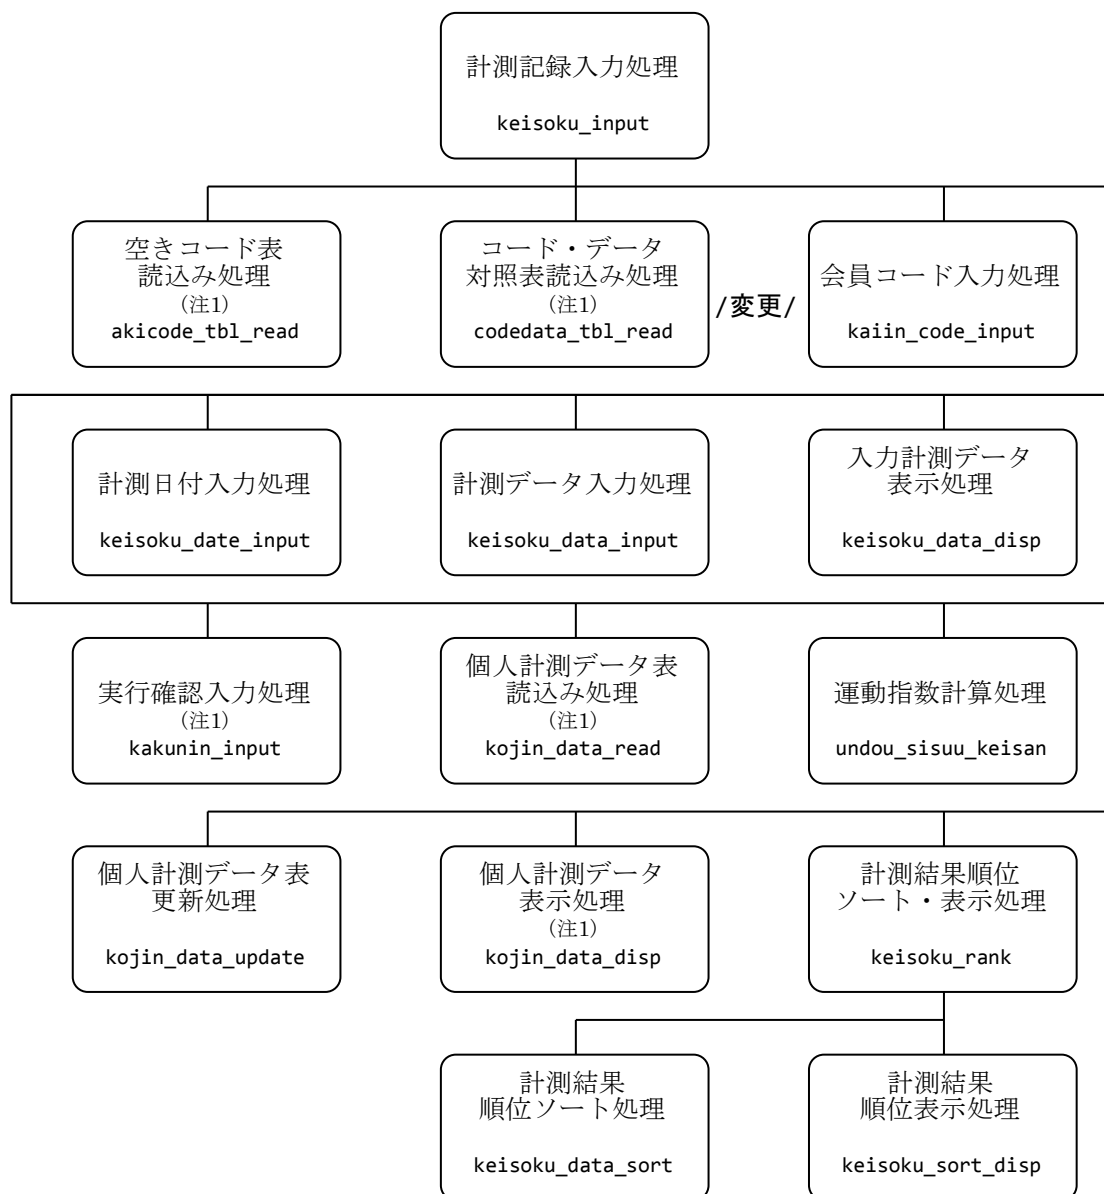 計測記録入力処理
keisoku_input
空きコード表
読込み処理
(注1)
akicode_tbl_read
コード・データ
対照表読込み処理
(注1)
codedata_tbl_read
/変更/
会員コード入力処理
kaiin_code_input
計測日付入力処理
keisoku_date_input
計測データ入力処理
keisoku_data_input
入力計測データ
表示処理
keisoku_data_disp
実行確認入力処理
(注1)
kakunin_input
個人計測データ表
読込み処理
(注1)
kojin_data_read
運動指数計算処理
undou_sisuu_keisan
個人計測データ表
更新処理
kojin_data_update
個人計測データ
表示処理
(注1)
kojin_data_disp
計測結果順位
ソート・表示処理
keisoku_rank
計測結果
順位ソート処理
keisoku_data_sort
計測結果
順位表示処理
keisoku_sort_disp